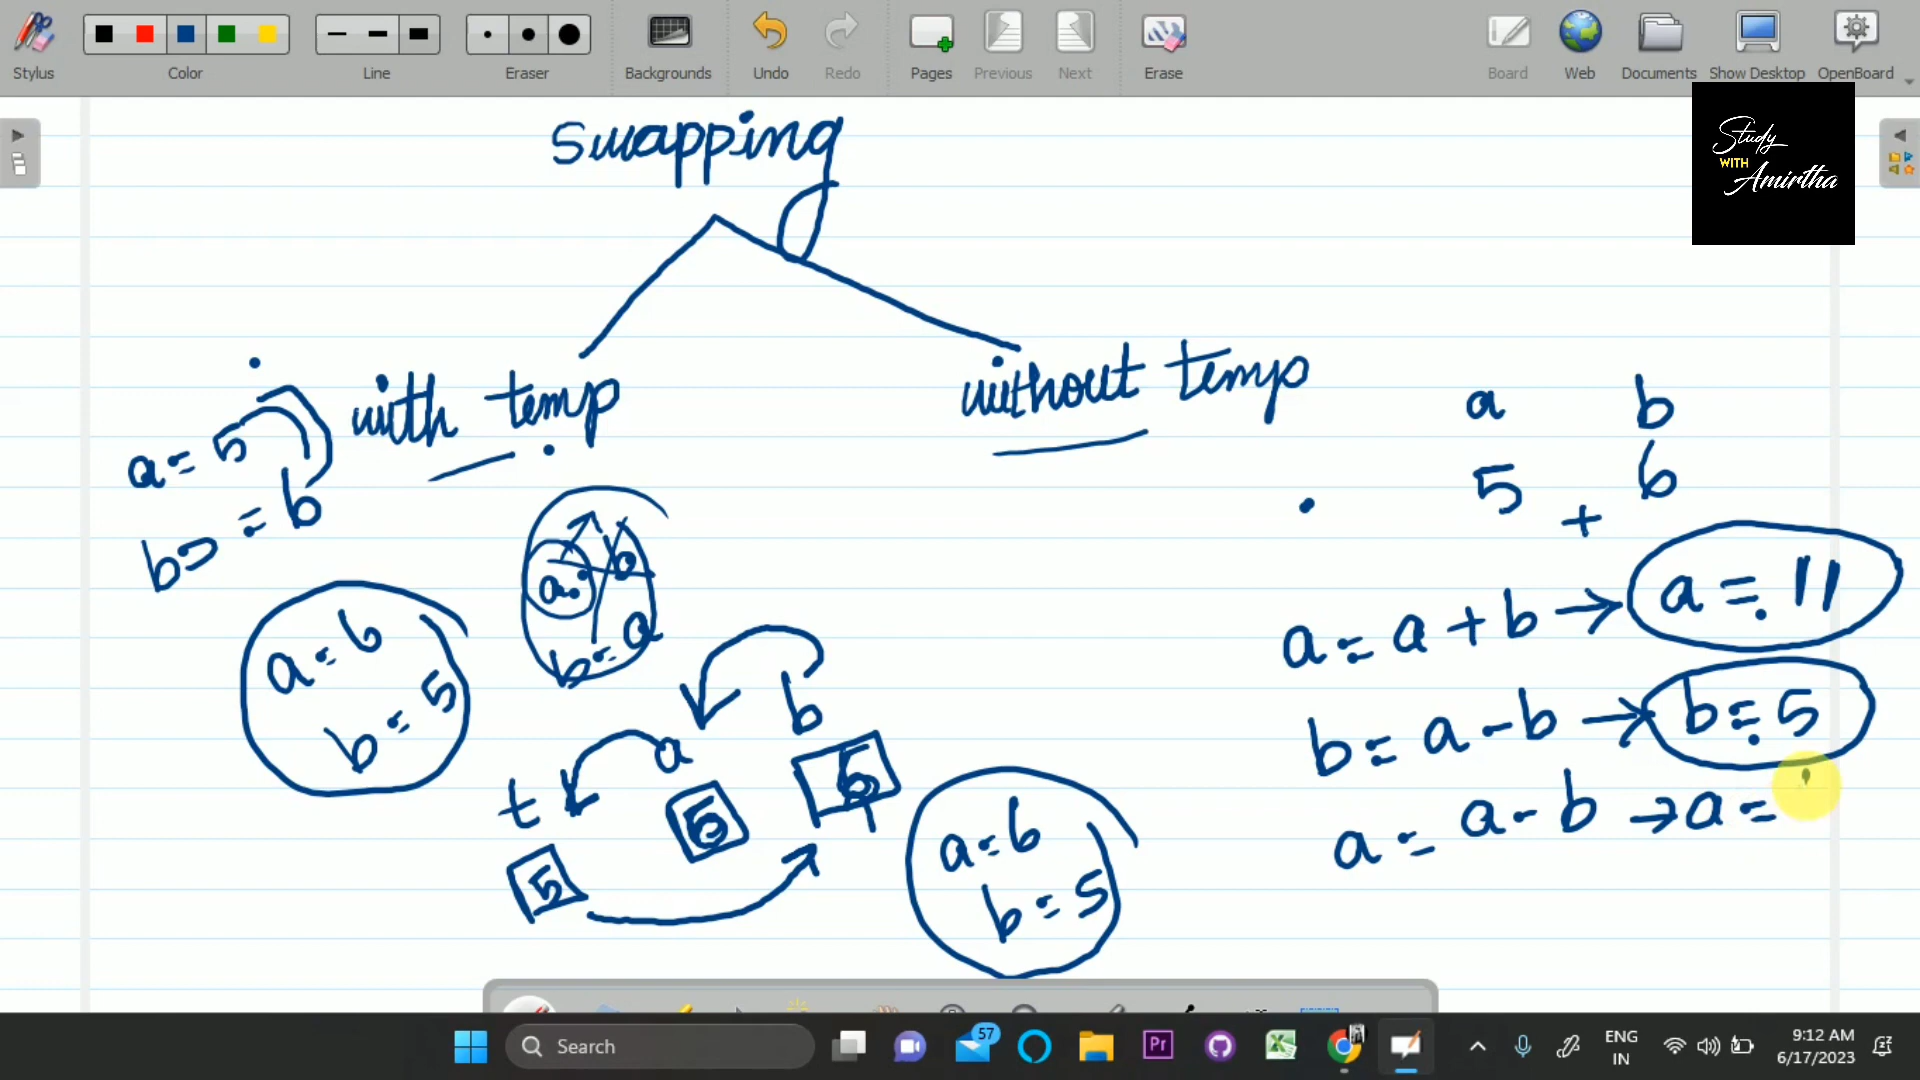 Stylus
Color
Line
Eraser
Backgrounds
Undo
Redo
Pages
Previous
Next
Erase
Board
Web
Documents
Show Desktop
OpenBoard
Study
WITH
Amirtha
Swapping
with temp
without temp
a = 5
b = 6
a = 6
b = 5
a b
b = a
t a b
5 5 6
a = 6
b = 5
a b
5 + 6
a = a + b → a = 11
b = a - b → b = 5
a = a - b → a =
Search
57
Pr
ENG
IN
9:12 AM
6/17/2023